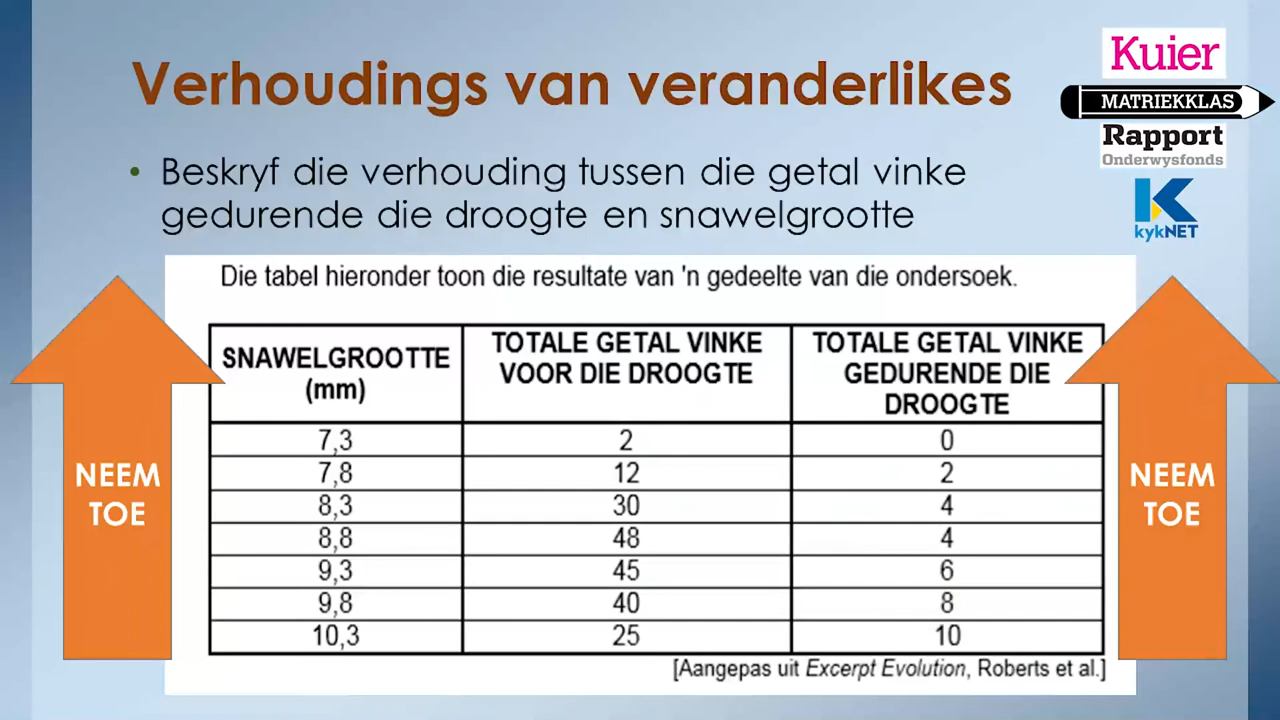 Kuier
Verhoudings van veranderlikes
MATRIEKKLAS
Rapport
Onderwysfonds
kykNET
• Beskryf die verhouding tussen die getal vinke
gedurende die droogte en snawelgrootte
Die tabel hieronder toon die resultate van 'n gedeelte van die ondersoek.
SNAWELGROOTTE (mm) TOTALE GETAL VINKE VOOR DIE DROOGTE TOTALE GETAL VINKE GEDURENDE DIE DROOGTE
7,3 2 0
7,8 12 2
8,3 30 4
8,8 48 4
9,3 45 6
9,8 40 8
10,3 25 10
[Aangepas uit Excerpt Evolution, Roberts et al.]
NEEM
TOE
NEEM
TOE